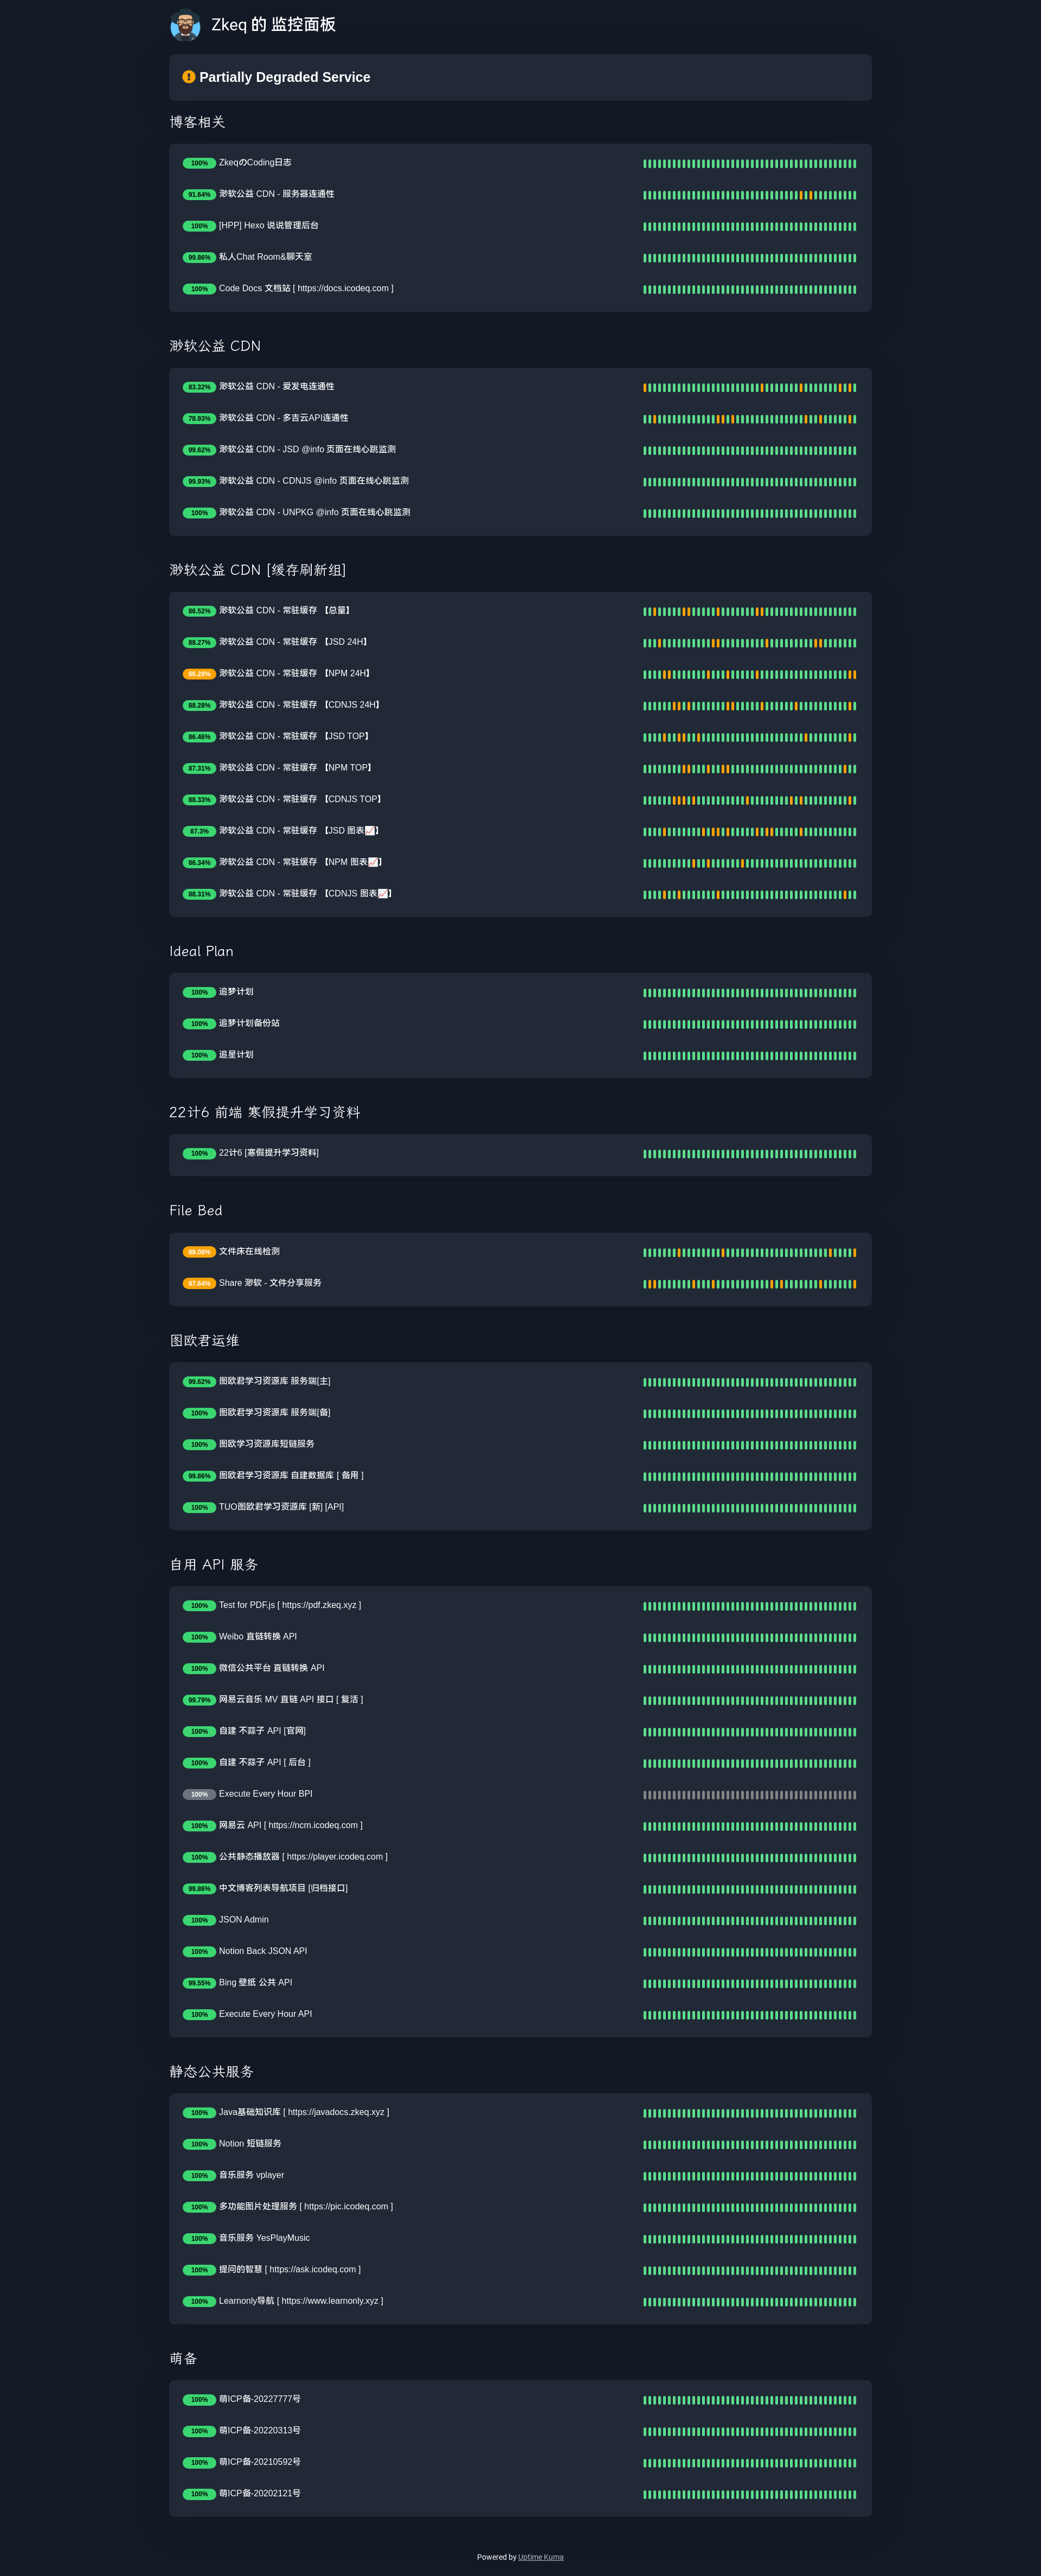 Zkeq 的 监控面板
Partially Degraded Service
博客相关
100% ZkeqのCoding日志
91.64% 渺软公益 CDN - 服务器连通性
100% [HPP] Hexo 说说管理后台
99.86% 私人Chat Room&聊天室
100% Code Docs 文档站 [ https://docs.icodeq.com ]
渺软公益 CDN
83.32% 渺软公益 CDN - 爱发电连通性
78.93% 渺软公益 CDN - 多吉云API连通性
99.62% 渺软公益 CDN - JSD @info 页面在线心跳监测
99.93% 渺软公益 CDN - CDNJS @info 页面在线心跳监测
100% 渺软公益 CDN - UNPKG @info 页面在线心跳监测
渺软公益 CDN [缓存刷新组]
86.52% 渺软公益 CDN - 常驻缓存 【总量】
88.27% 渺软公益 CDN - 常驻缓存 【JSD 24H】
86.28% 渺软公益 CDN - 常驻缓存 【NPM 24H】
88.28% 渺软公益 CDN - 常驻缓存 【CDNJS 24H】
86.46% 渺软公益 CDN - 常驻缓存 【JSD TOP】
87.31% 渺软公益 CDN - 常驻缓存 【NPM TOP】
88.33% 渺软公益 CDN - 常驻缓存 【CDNJS TOP】
87.3% 渺软公益 CDN - 常驻缓存 【JSD 图表📈】
86.34% 渺软公益 CDN - 常驻缓存 【NPM 图表📈】
88.31% 渺软公益 CDN - 常驻缓存 【CDNJS 图表📈】
Ideal Plan
100% 追梦计划
100% 追梦计划备份站
100% 追星计划
22计6 前端 寒假提升学习资料
100% 22计6 [寒假提升学习资料]
File Bed
88.08% 文件床在线检测
87.64% Share 渺软 - 文件分享服务
图欧君运维
99.62% 图欧君学习资源库 服务端[主]
100% 图欧君学习资源库 服务端[备]
100% 图欧学习资源库短链服务
99.86% 图欧君学习资源库 自建数据库 [ 备用 ]
100% TUO图欧君学习资源库 [新] [API]
自用 API 服务
100% Test for PDF.js [ https://pdf.zkeq.xyz ]
100% Weibo 直链转换 API
100% 微信公共平台 直链转换 API
99.79% 网易云音乐 MV 直链 API 接口 [ 复活 ]
100% 自建 不蒜子 API [官网]
100% 自建 不蒜子 API [ 后台 ]
100% Execute Every Hour BPI
100% 网易云 API [ https://ncm.icodeq.com ]
100% 公共静态播放器 [ https://player.icodeq.com ]
99.86% 中文博客列表导航项目 [归档接口]
100% JSON Admin
100% Notion Back JSON API
99.55% Bing 壁纸 公共 API
100% Execute Every Hour API
静态公共服务
100% Java基础知识库 [ https://javadocs.zkeq.xyz ]
100% Notion 短链服务
100% 音乐服务 vplayer
100% 多功能图片处理服务 [ https://pic.icodeq.com ]
100% 音乐服务 YesPlayMusic
100% 提问的智慧 [ https://ask.icodeq.com ]
100% Learnonly导航 [ https://www.learnonly.xyz ]
萌备
100% 萌ICP备-20227777号
100% 萌ICP备-20220313号
100% 萌ICP备-20210592号
100% 萌ICP备-20202121号
Powered by Uptime Kuma